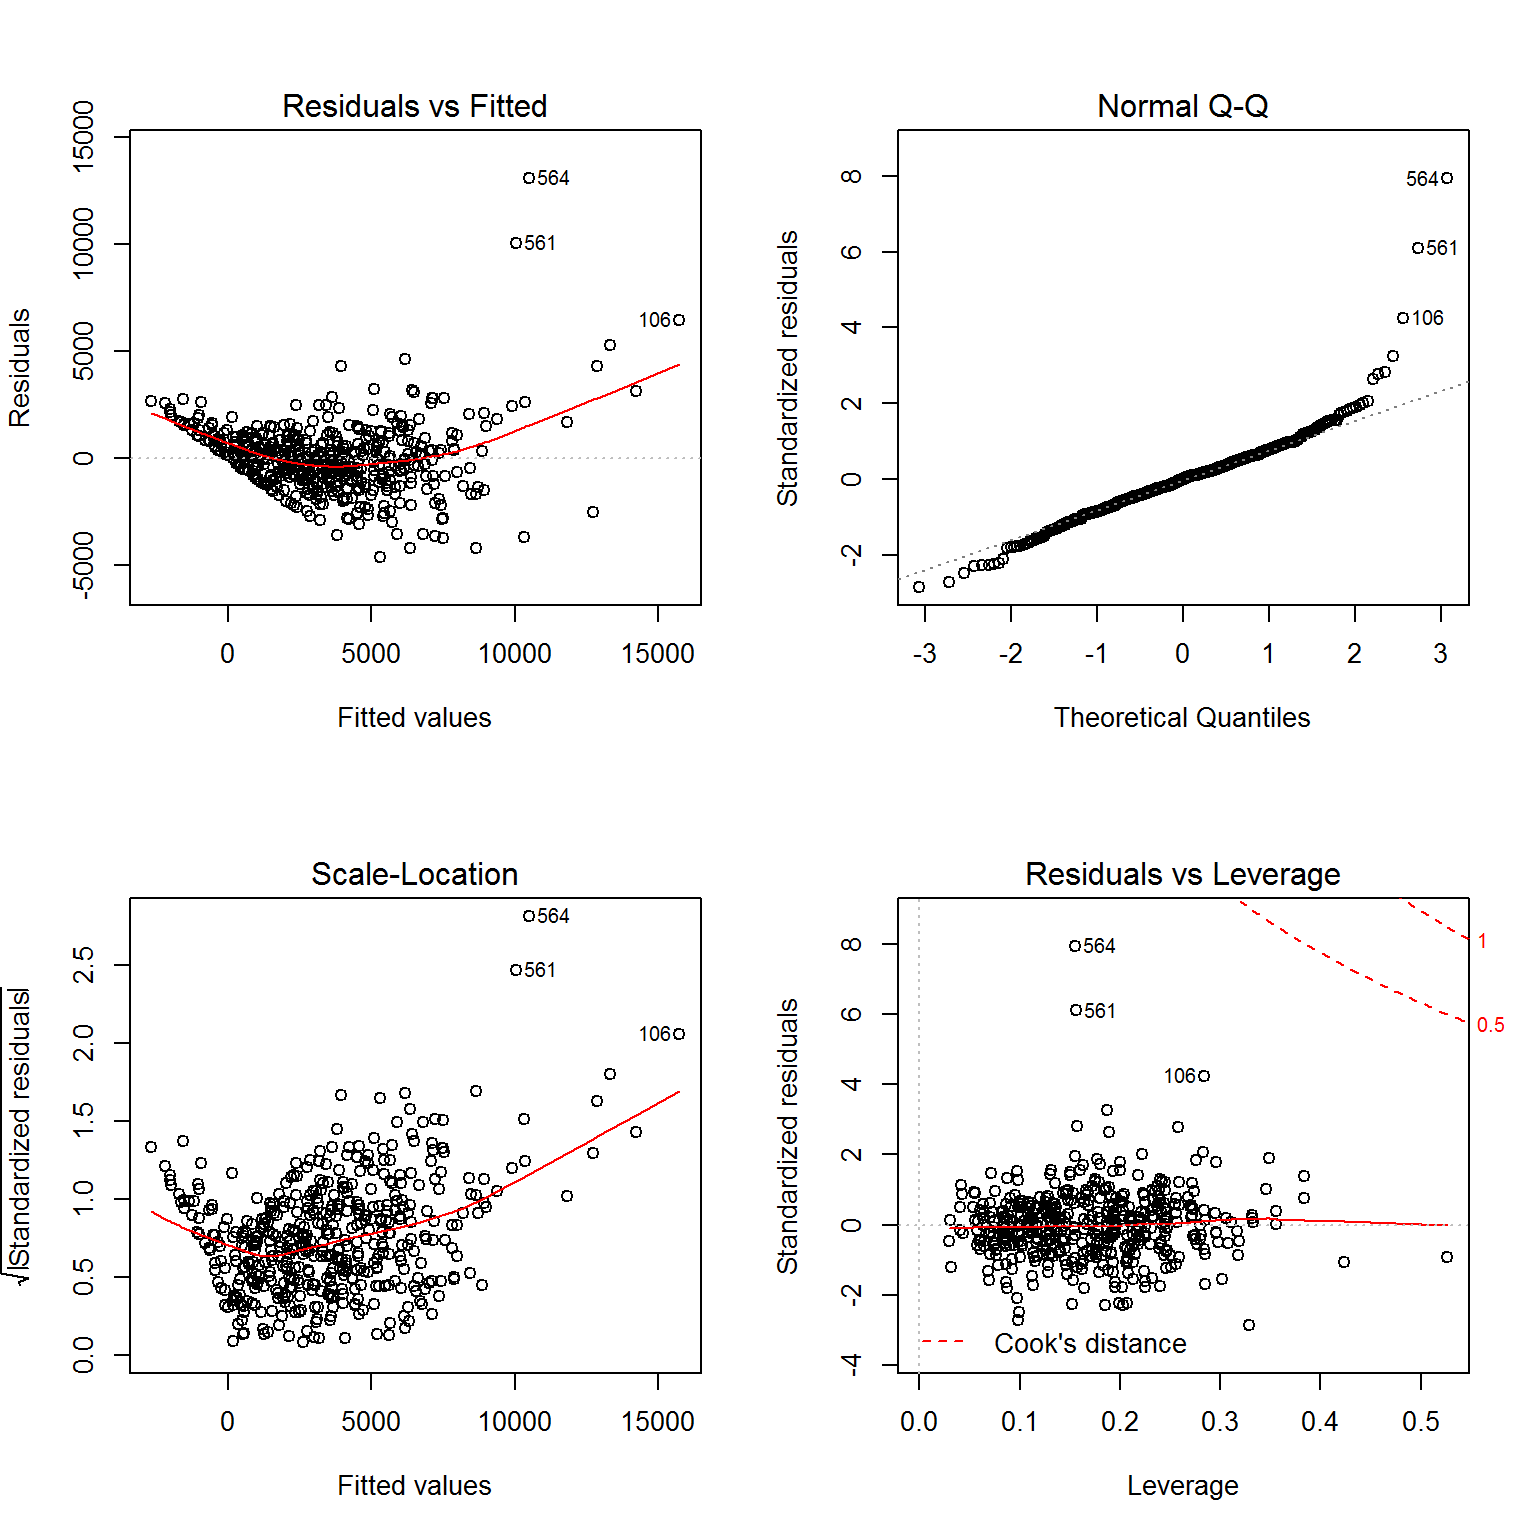 Residuals vs Fitted
Residuals
-5000 0 5000 10000 15000
564
561
106
0 5000 10000 15000
Fitted values
Normal Q-Q
Standardized residuals
-2 0 2 4 6 8
564
561
106
-3 -2 -1 0 1 2 3
Theoretical Quantiles
Scale-Location
√|Standardized residuals|
0.0 0.5 1.0 1.5 2.0 2.5
564
561
106
0 5000 10000 15000
Fitted values
Residuals vs Leverage
Standardized residuals
-4 -2 0 2 4 6 8
564
561
106
1
0.5
Cook's distance
0.0 0.1 0.2 0.3 0.4 0.5
Leverage